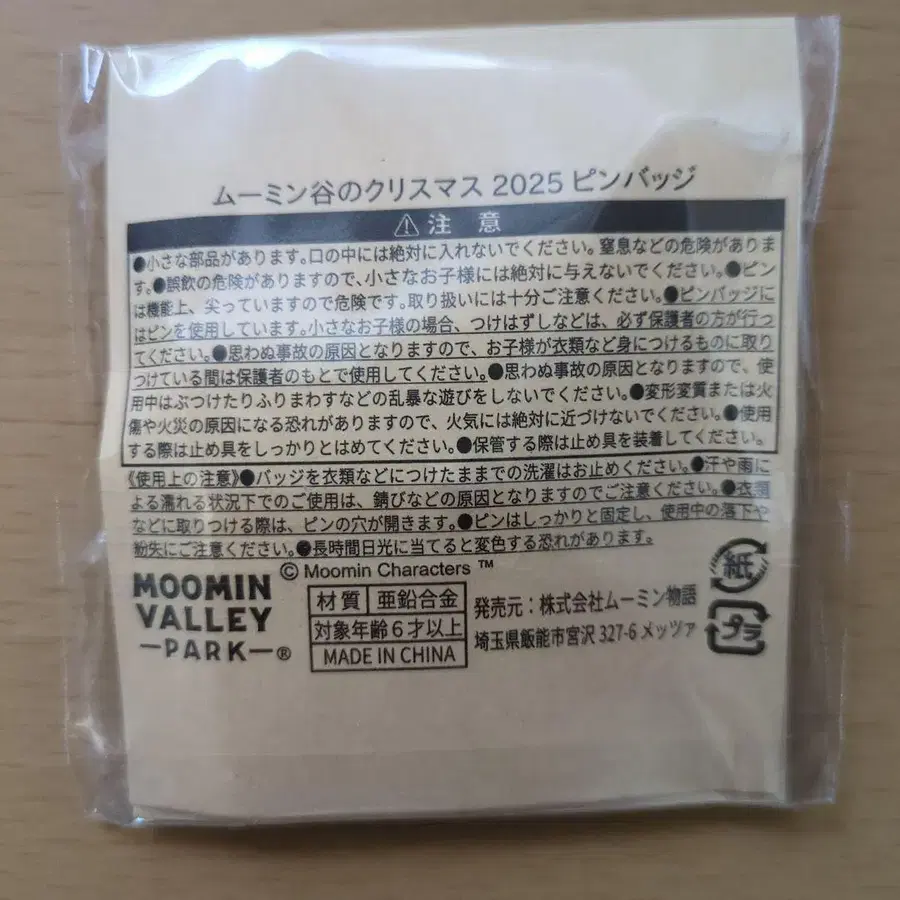 ムーミン谷のクリスマス 2025 ピンバッジ
⚠注 意
●小さな部品があります。口の中には絶対に入れないでください。窒息などの危険がありま
す。●誤飲の危険がありますので、小さなお子様には絶対に与えないでください。●ピン
は機能上、尖っていますので危険です。取り扱いには十分ご注意ください。●ピンバッジに
はピンを使用しています。小さなお子様の場合、つけはずしなどは、必ず保護者の方が行っ
てください。●思わぬ事故の原因となりますので、お子様が衣類など身につけるものに取り
つけている間は保護者のもとで使用してください。●思わぬ事故の原因となりますので、使
用中はぶつけたりふりまわすなどの乱暴な遊びをしないでください。●変形変質または火
傷や火災の原因になる恐れがありますので、火気には絶対に近づけないでください。●使用
する際は止め具をしっかりとはめてください。●保管する際は止め具を装着してください。
《使用上の注意》●バッジを衣類などにつけたままでの洗濯はお止めください。●汗や雨に
よる濡れる状況下でのご使用は、錆びなどの原因となりますのでご注意ください。●衣類
などに取りつける際は、ピンの穴が開きます。●ピンはしっかりと固定し、使用中の落下や
紛失にご注意ください。●長時間日光に当てると変色する恐れがあります。
© Moomin Characters ™
MOOMIN
VALLEY
—PARK—®
材質 亜鉛合金
対象年齢6才以上
MADE IN CHINA
発売元：株式会社ムーミン物語
埼玉県飯能市宮沢 327-6 メッツァ
紙
プラ